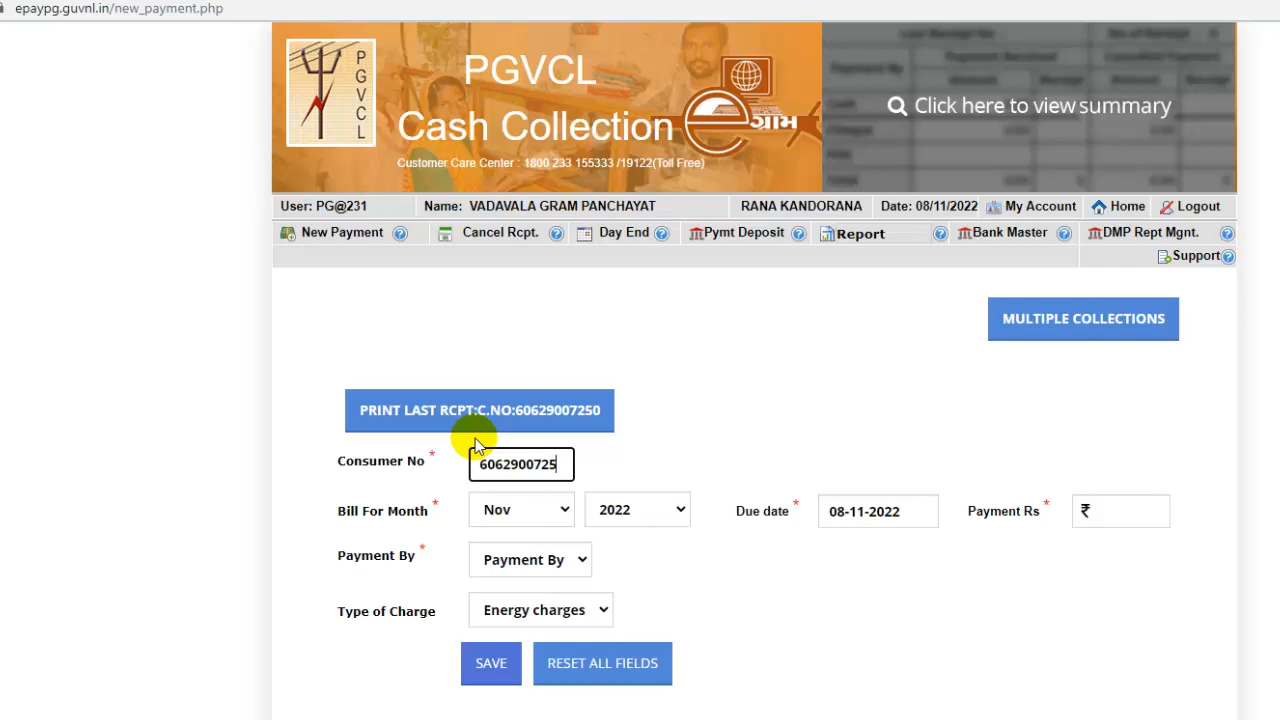 epaypg.guvnl.in/new_payment.php
PGVCL
PGVCL
Cash Collection
ग्राम
Customer Care Center : 1800 233 155333 /19122(Toll Free)
Click here to view summary
User: PG@231 Name: VADAVALA GRAM PANCHAYAT RANA KANDORANA Date: 08/11/2022 My Account Home Logout
New Payment Cancel Rcpt. Day End Pymt Deposit Report Bank Master DMP Rept Mgnt.
Support
MULTIPLE COLLECTIONS
PRINT LAST RCPT:C.NO:60629007250
Consumer No * 6062900725
Bill For Month * Nov 2022 Due date * 08-11-2022 Payment Rs * ₹
Payment By * Payment By
Type of Charge Energy charges
SAVE RESET ALL FIELDS